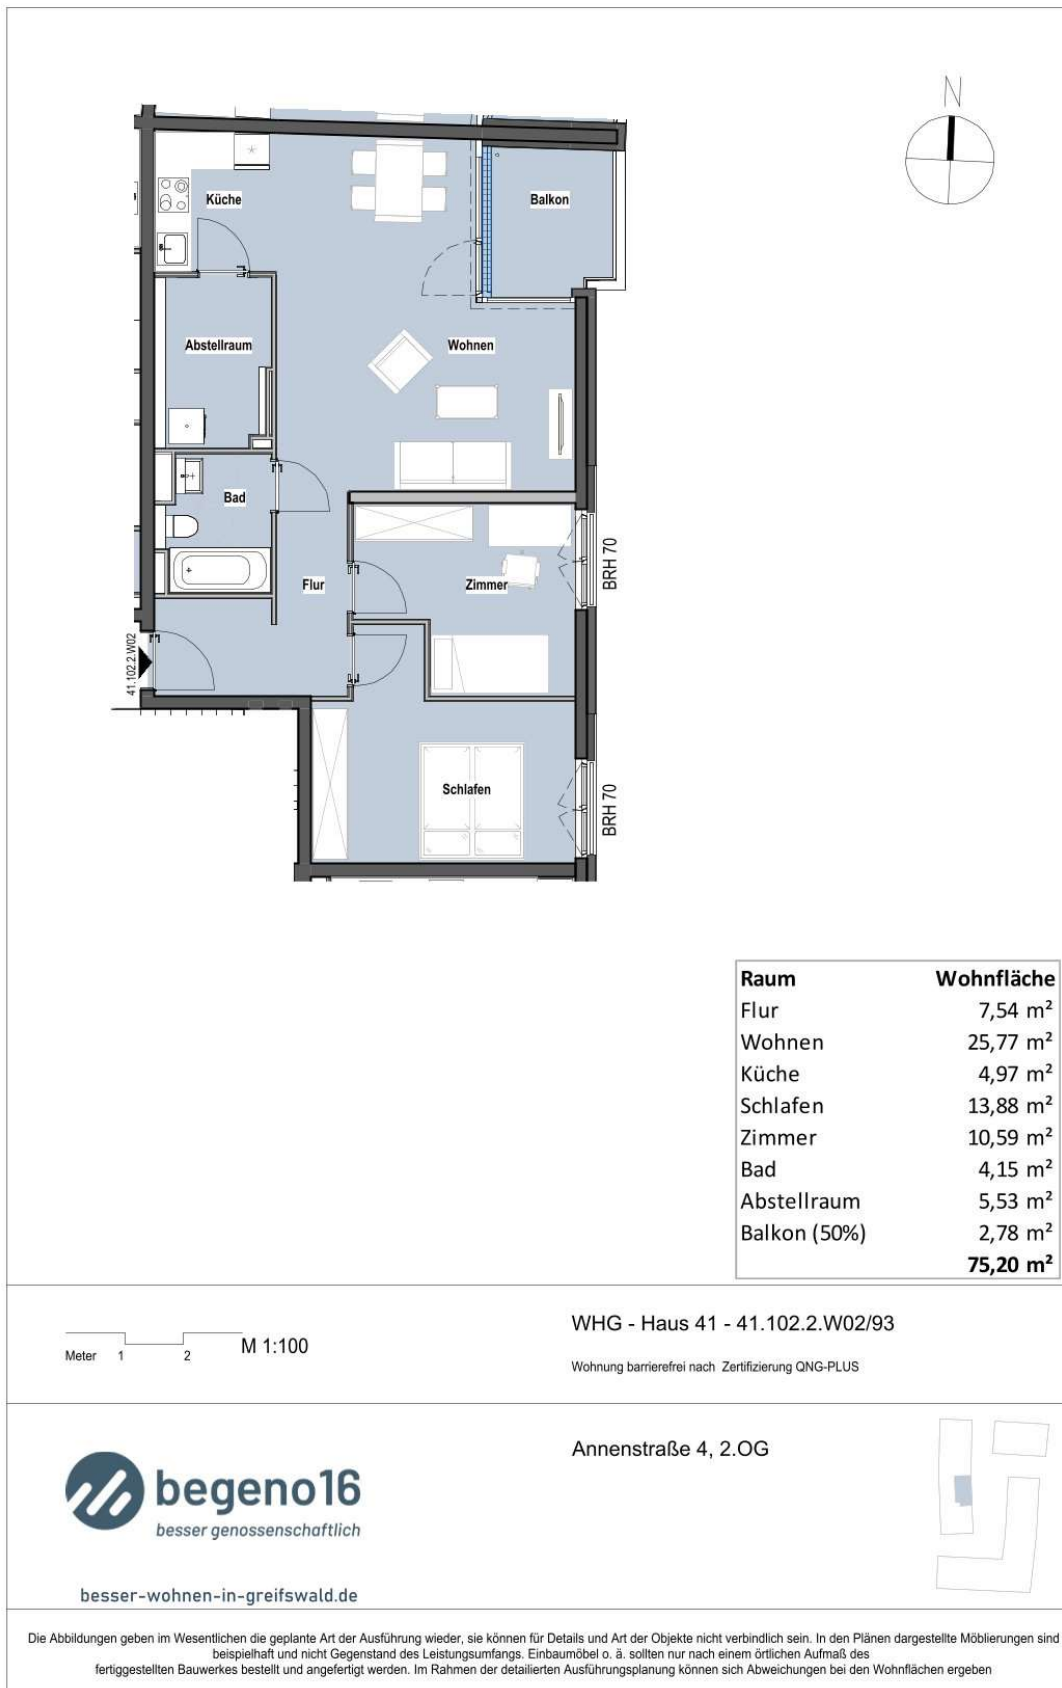 N
Küche
Balkon
Abstellraum
Wohnen
Bad
Flur
Zimmer
BRH 70
41.102.2.W02
Schlafen
BRH 70
Raum Wohnfläche
Flur 7,54 m²
Wohnen 25,77 m²
Küche 4,97 m²
Schlafen 13,88 m²
Zimmer 10,59 m²
Bad 4,15 m²
Abstellraum 5,53 m²
Balkon (50%) 2,78 m²
75,20 m²
Meter 1 2 M 1:100
WHG - Haus 41 - 41.102.2.W02/93
Wohnung barrierefrei nach Zertifizierung QNG-PLUS
Annenstraße 4, 2.OG
begeno16
besser genossenschaftlich
besser-wohnen-in-greifswald.de
Die Abbildungen geben im Wesentlichen die geplante Art der Ausführung wieder, sie können für Details und Art der Objekte nicht verbindlich sein. In den Plänen dargestellte Möblierungen sind
beispielhaft und nicht Gegenstand des Leistungsumfangs. Einbaumöbel o. ä. sollten nur nach einem örtlichen Aufmaß des
fertiggestellten Bauwerkes bestellt und angefertigt werden. Im Rahmen der detailierten Ausführungsplanung können sich Abweichungen bei den Wohnflächen ergeben